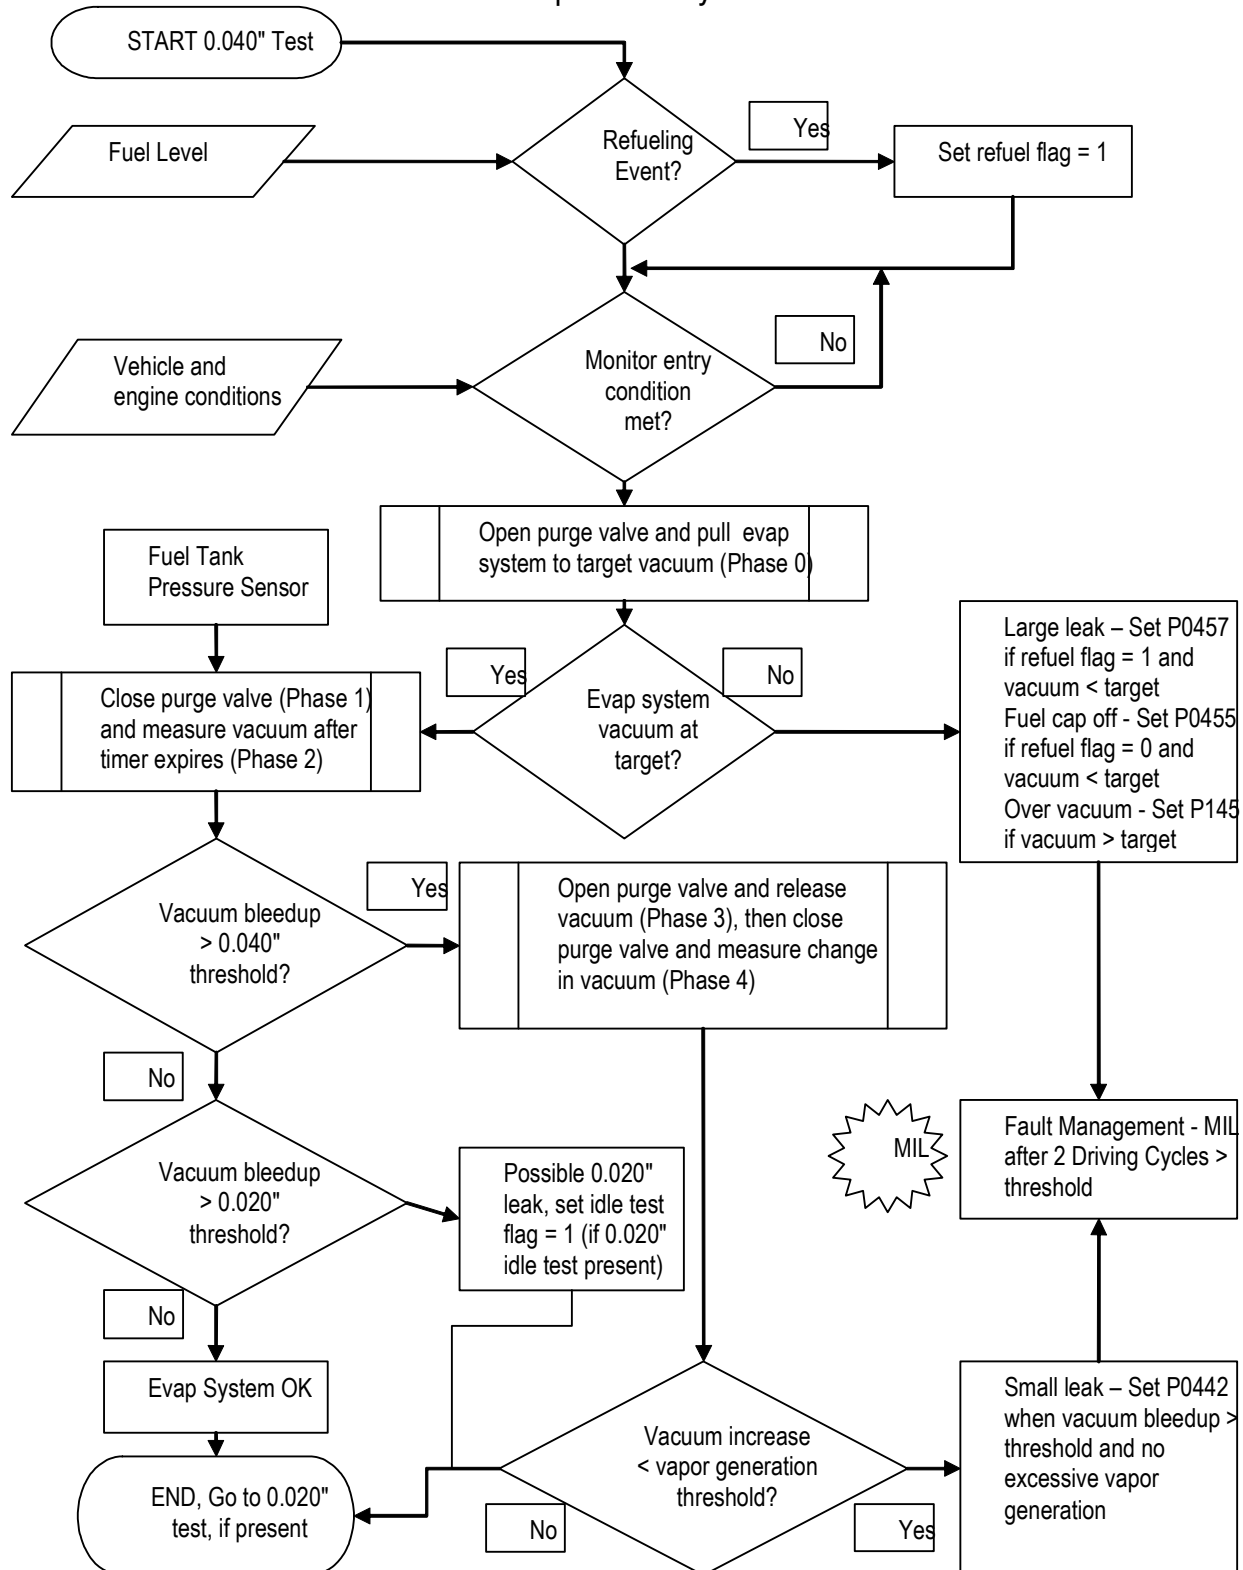 START 0.040" Test
Refueling
Event?
Yes
Set refuel flag = 1
Fuel Level
Monitor entry
condition
met?
No
Vehicle and
engine conditions
Open purge valve and pull evap
system to target vacuum (Phase 0)
Fuel Tank
Pressure Sensor
Evap system
vacuum at
target?
Yes
No
Large leak – Set P0457
if refuel flag = 1 and
vacuum < target
Fuel cap off - Set P0455
if refuel flag = 0 and
vacuum < target
Over vacuum - Set P145
if vacuum > target
Close purge valve (Phase 1)
and measure vacuum after
timer expires (Phase 2)
Vacuum bleedup
> 0.040"
threshold?
Yes
Open purge valve and release
vacuum (Phase 3), then close
purge valve and measure change
in vacuum (Phase 4)
No
Vacuum bleedup
> 0.020"
threshold?
Possible 0.020"
leak, set idle test
flag = 1 (if 0.020"
idle test present)
MIL
Fault Management - MIL
after 2 Driving Cycles >
threshold
No
Evap System OK
Vacuum increase
< vapor generation
threshold?
Small leak – Set P0442
when vacuum bleedup >
threshold and no
excessive vapor
generation
END, Go to 0.020"
test, if present
No
Yes